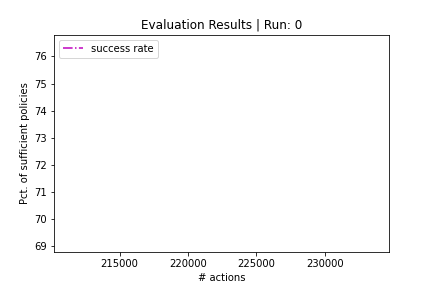 Evaluation Results | Run: 0
success rate
Pct. of sufficient policies
76
75
74
73
72
71
70
69
215000 220000 225000 230000
# actions